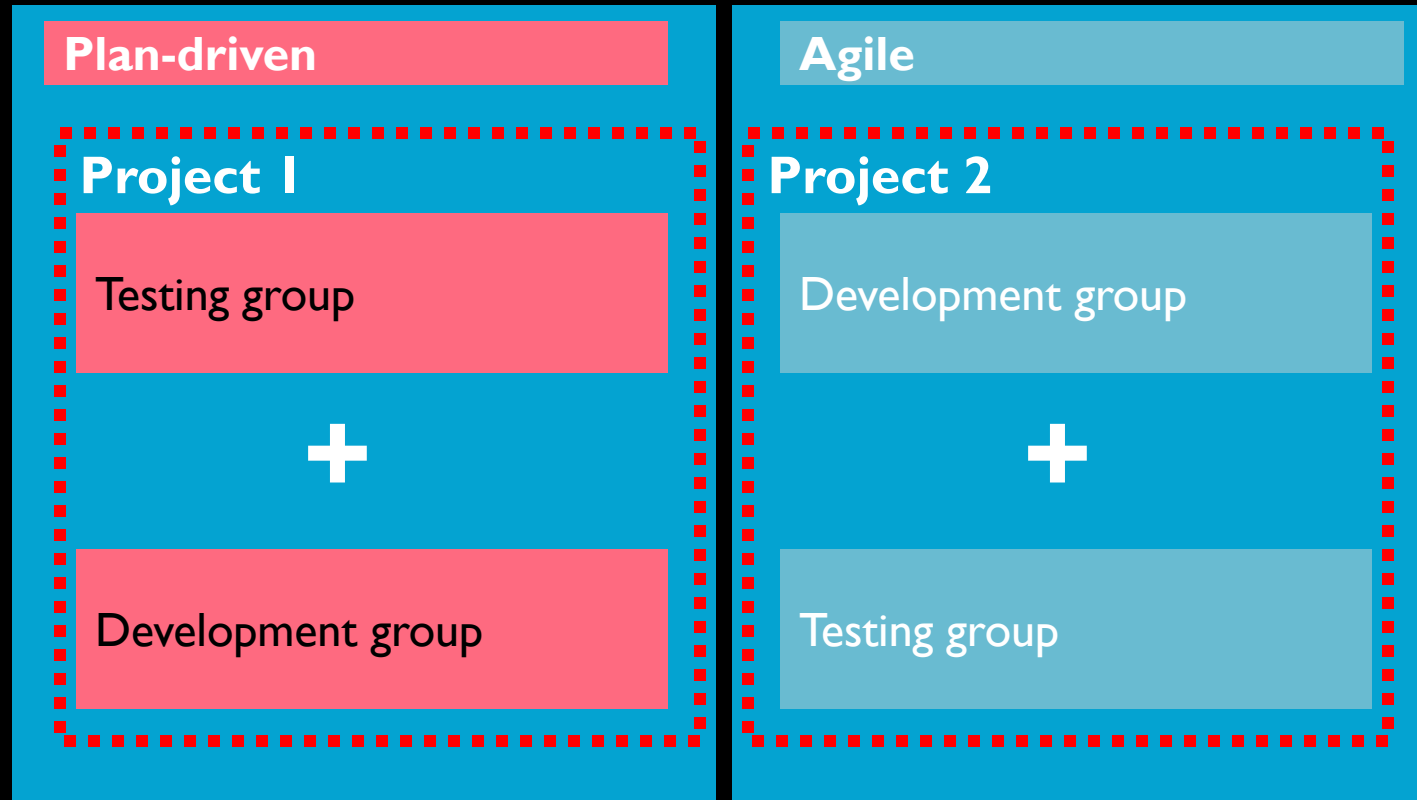 Plan-driven
Project 1
Testing group
+
Development group
Agile
Project 2
Development group
+
Testing group